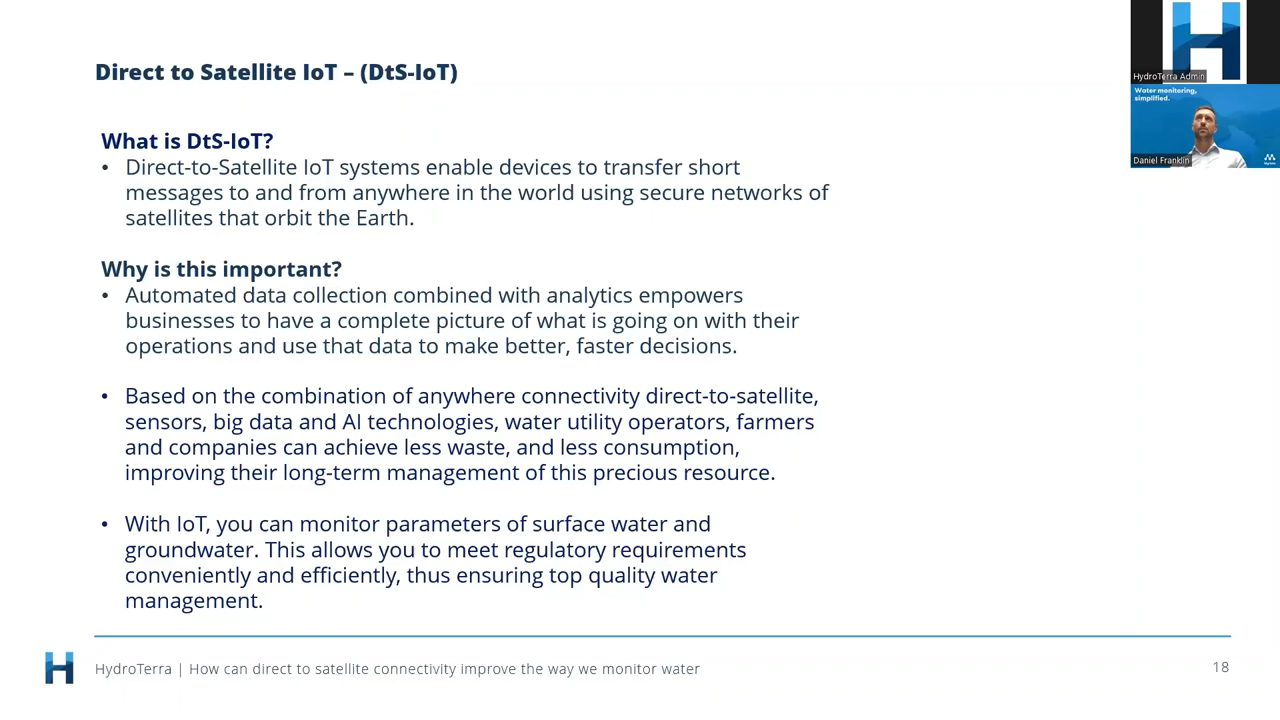 Direct to Satellite IoT – (DtS-IoT)
What is DtS-IoT?
• Direct-to-Satellite IoT systems enable devices to transfer short
messages to and from anywhere in the world using secure networks of
satellites that orbit the Earth.
Why is this important?
• Automated data collection combined with analytics empowers
businesses to have a complete picture of what is going on with their
operations and use that data to make better, faster decisions.
• Based on the combination of anywhere connectivity direct-to-satellite,
sensors, big data and AI technologies, water utility operators, farmers
and companies can achieve less waste, and less consumption,
improving their long-term management of this precious resource.
• With IoT, you can monitor parameters of surface water and
groundwater. This allows you to meet regulatory requirements
conveniently and efficiently, thus ensuring top quality water
management.
HydroTerra | How can direct to satellite connectivity improve the way we monitor water
18
HydroTerra Admin
Water monitoring,
simplified.
Daniel Franklin